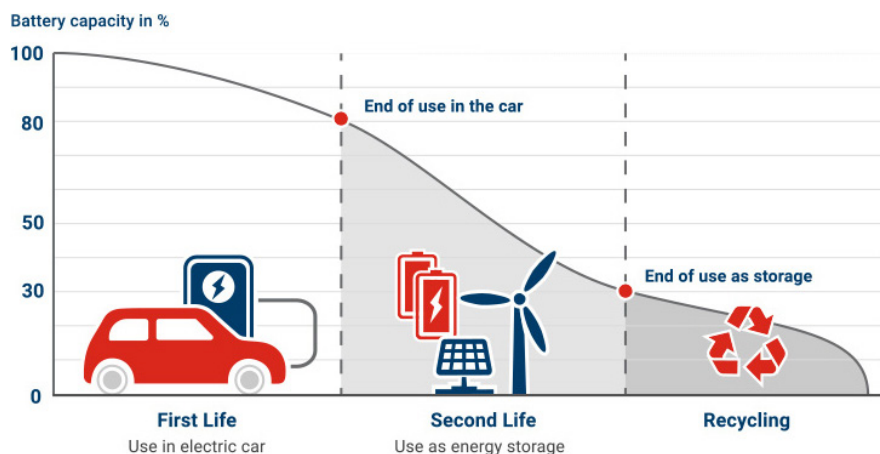 Battery capacity in %
100
80
50
30
0
End of use in the car
End of use as storage
First Life
Use in electric car
Second Life
Use as energy storage
Recycling